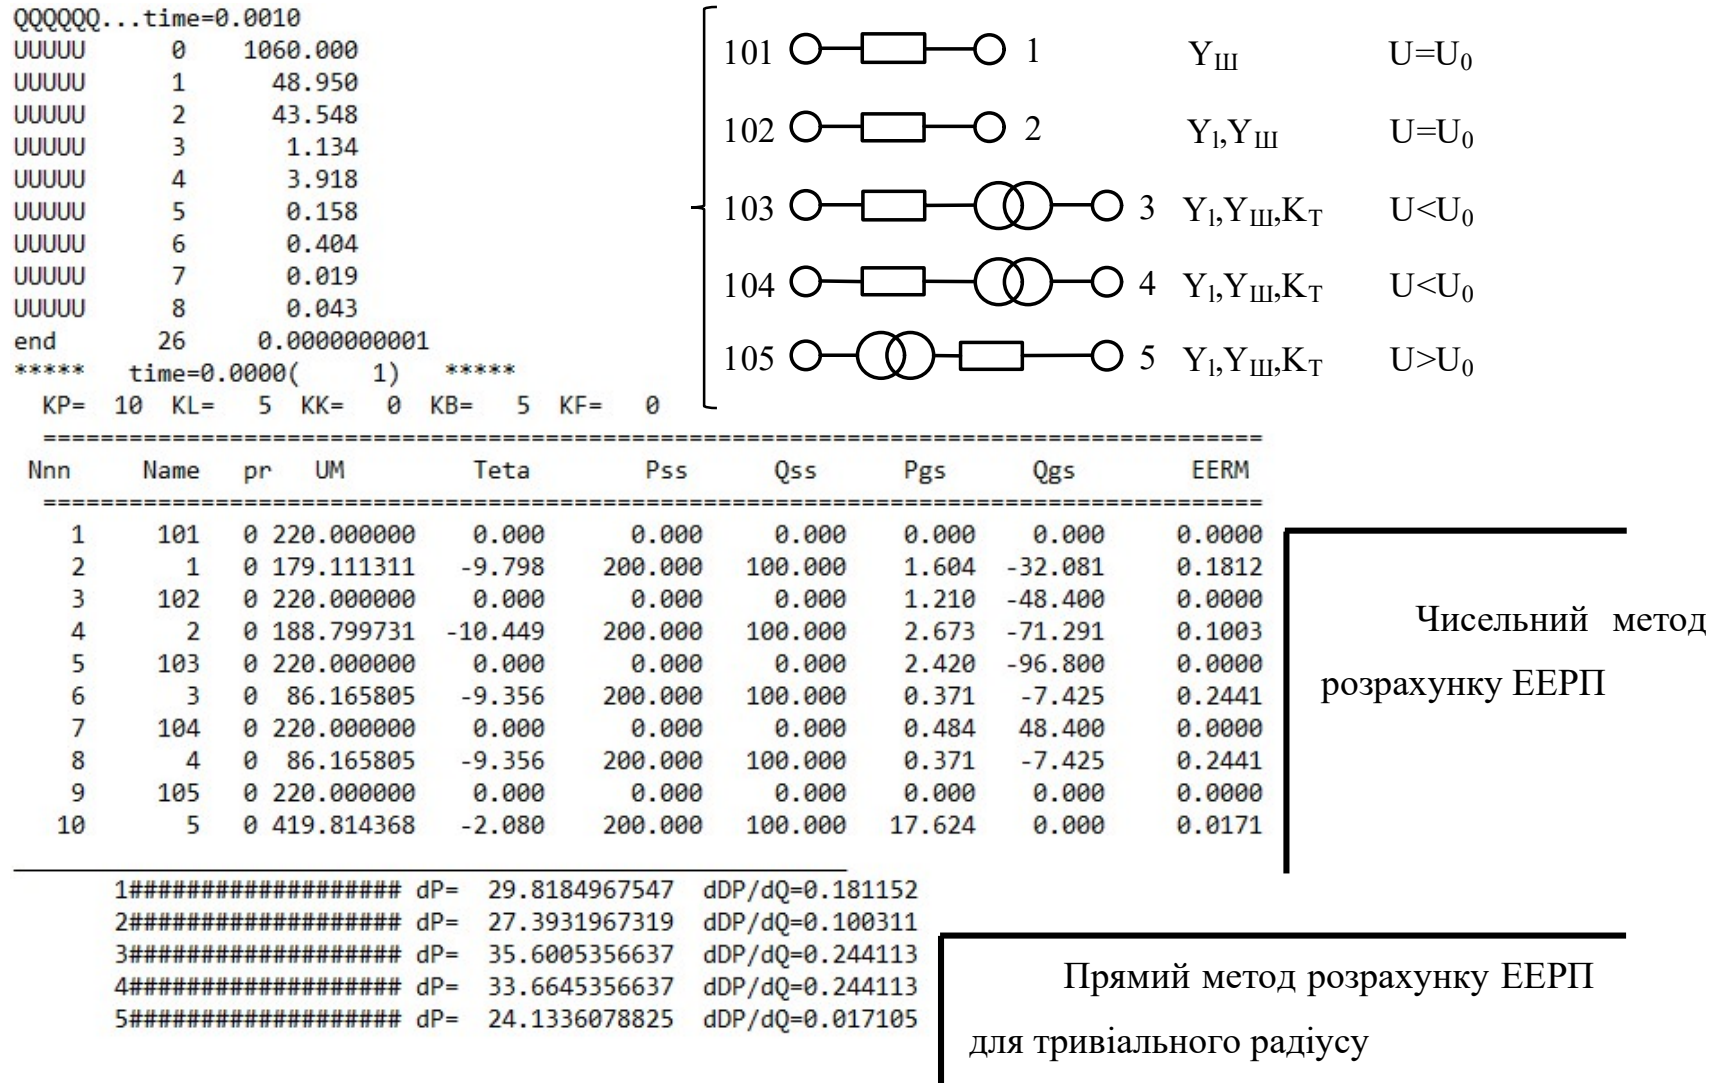 QQQQQQ...time=0.0010
UUUUU 0 1060.000
UUUUU 1 48.950
UUUUU 2 43.548
UUUUU 3 1.134
UUUUU 4 3.918
UUUUU 5 0.158
UUUUU 6 0.404
UUUUU 7 0.019
UUUUU 8 0.043
end 26 0.0000000001
***** time=0.0000( 1) *****
KP= 10 KL= 5 KK= 0 KB= 5 KF= 0
101 1 YШ U=U0
102 2 Yl,YШ U=U0
103 3 Yl,YШ,KТ U<U0
104 4 Yl,YШ,KТ U<U0
105 5 Yl,YШ,KТ U>U0
=====================================================================================
Nnn Name pr UM Teta Pss Qss Pgs Qgs EERM
=====================================================================================
1 101 0 220.000000 0.000 0.000 0.000 0.000 0.000 0.0000
2 1 0 179.111311 -9.798 200.000 100.000 1.604 -32.081 0.1812
3 102 0 220.000000 0.000 0.000 0.000 1.210 -48.400 0.0000
4 2 0 188.799731 -10.449 200.000 100.000 2.673 -71.291 0.1003
5 103 0 220.000000 0.000 0.000 0.000 2.420 -96.800 0.0000
6 3 0 86.165805 -9.356 200.000 100.000 0.371 -7.425 0.2441
7 104 0 220.000000 0.000 0.000 0.000 0.484 48.400 0.0000
8 4 0 86.165805 -9.356 200.000 100.000 0.371 -7.425 0.2441
9 105 0 220.000000 0.000 0.000 0.000 0.000 0.000 0.0000
10 5 0 419.814368 -2.080 200.000 100.000 17.624 0.000 0.0171
Чисельний метод
розрахунку ЕЕРП
1################### dP= 29.8184967547 dDP/dQ=0.181152
2################### dP= 27.3931967319 dDP/dQ=0.100311
3################### dP= 35.6005356637 dDP/dQ=0.244113
4################### dP= 33.6645356637 dDP/dQ=0.244113
5################### dP= 24.1336078825 dDP/dQ=0.017105
Прямий метод розрахунку ЕЕРП
для тривіального радіусу